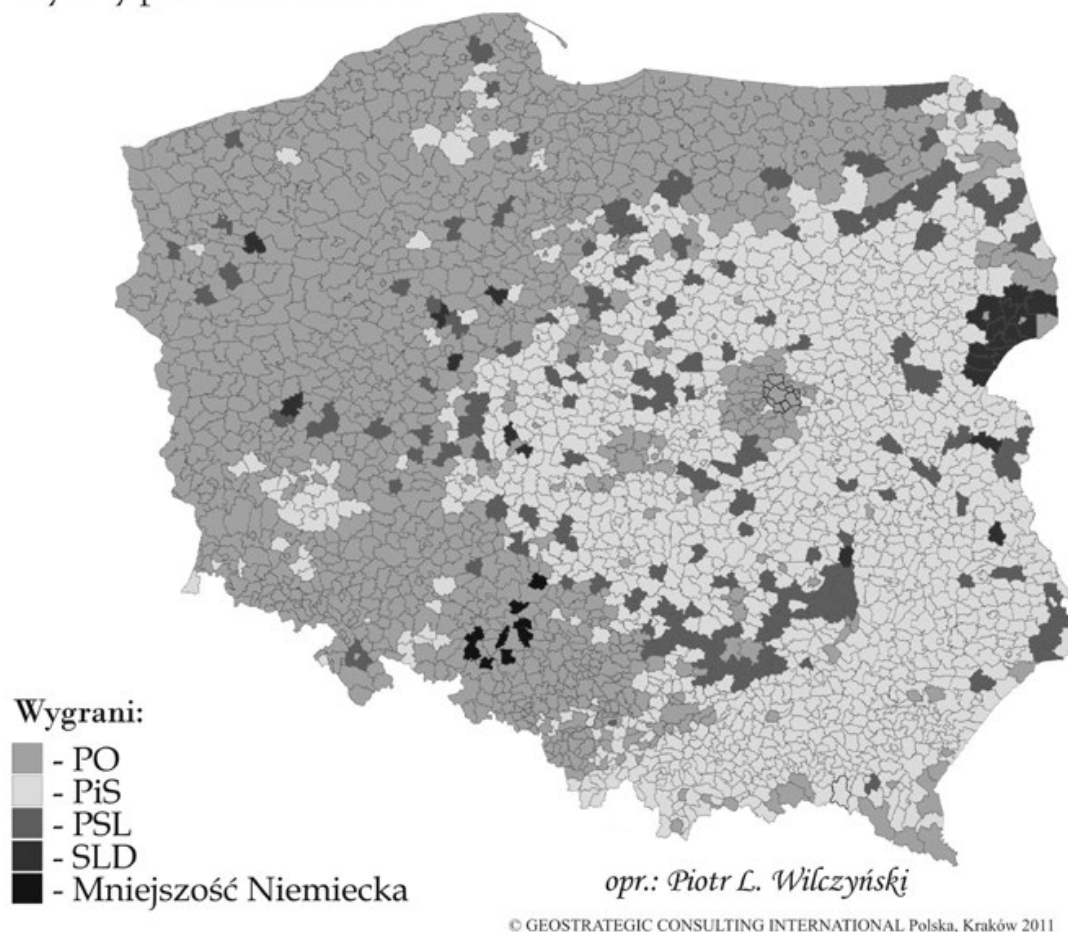 Wygrani:
- PO
- PiS
- PSL
- SLD
- Mniejszość Niemiecka
opr.: Piotr L. Wilczyński
© GEOSTRATEGIC CONSULTING INTERNATIONAL Polska, Kraków 2011